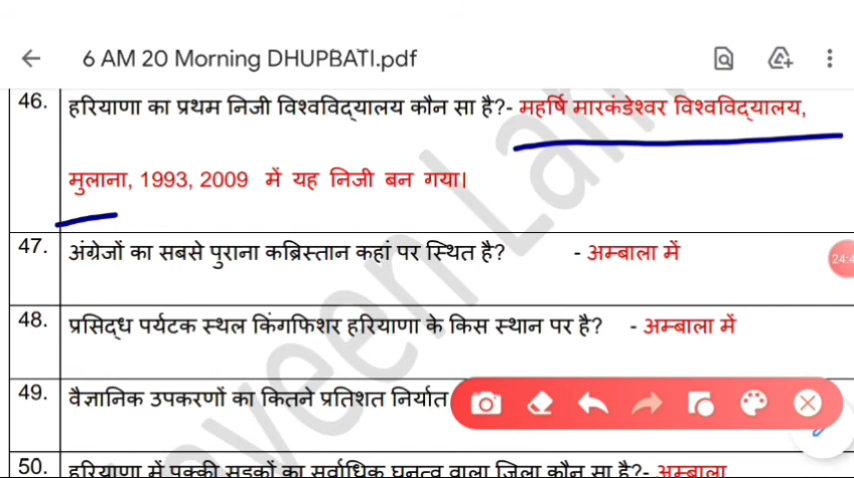 6 AM 20 Morning DHUPBATI.pdf
46. हरियाणा का प्रथम निजी विश्वविद्यालय कौन सा है?- महर्षि मारकंडेश्वर विश्वविद्यालय,
मुलाना, 1993, 2009 में यह निजी बन गया।
47. अंग्रेजों का सबसे पुराना कब्रिस्तान कहां पर स्थित है? - अम्बाला में
48. प्रसिद्ध पर्यटक स्थल किंगफिशर हरियाणा के किस स्थान पर है? - अम्बाला में
49. वैज्ञानिक उपकरणों का कितने प्रतिशत निर्यात
50. हरियाणा में पक्की सड़कों का सर्वाधिक घनत्व वाला जिला कौन सा है?- अम्बाला